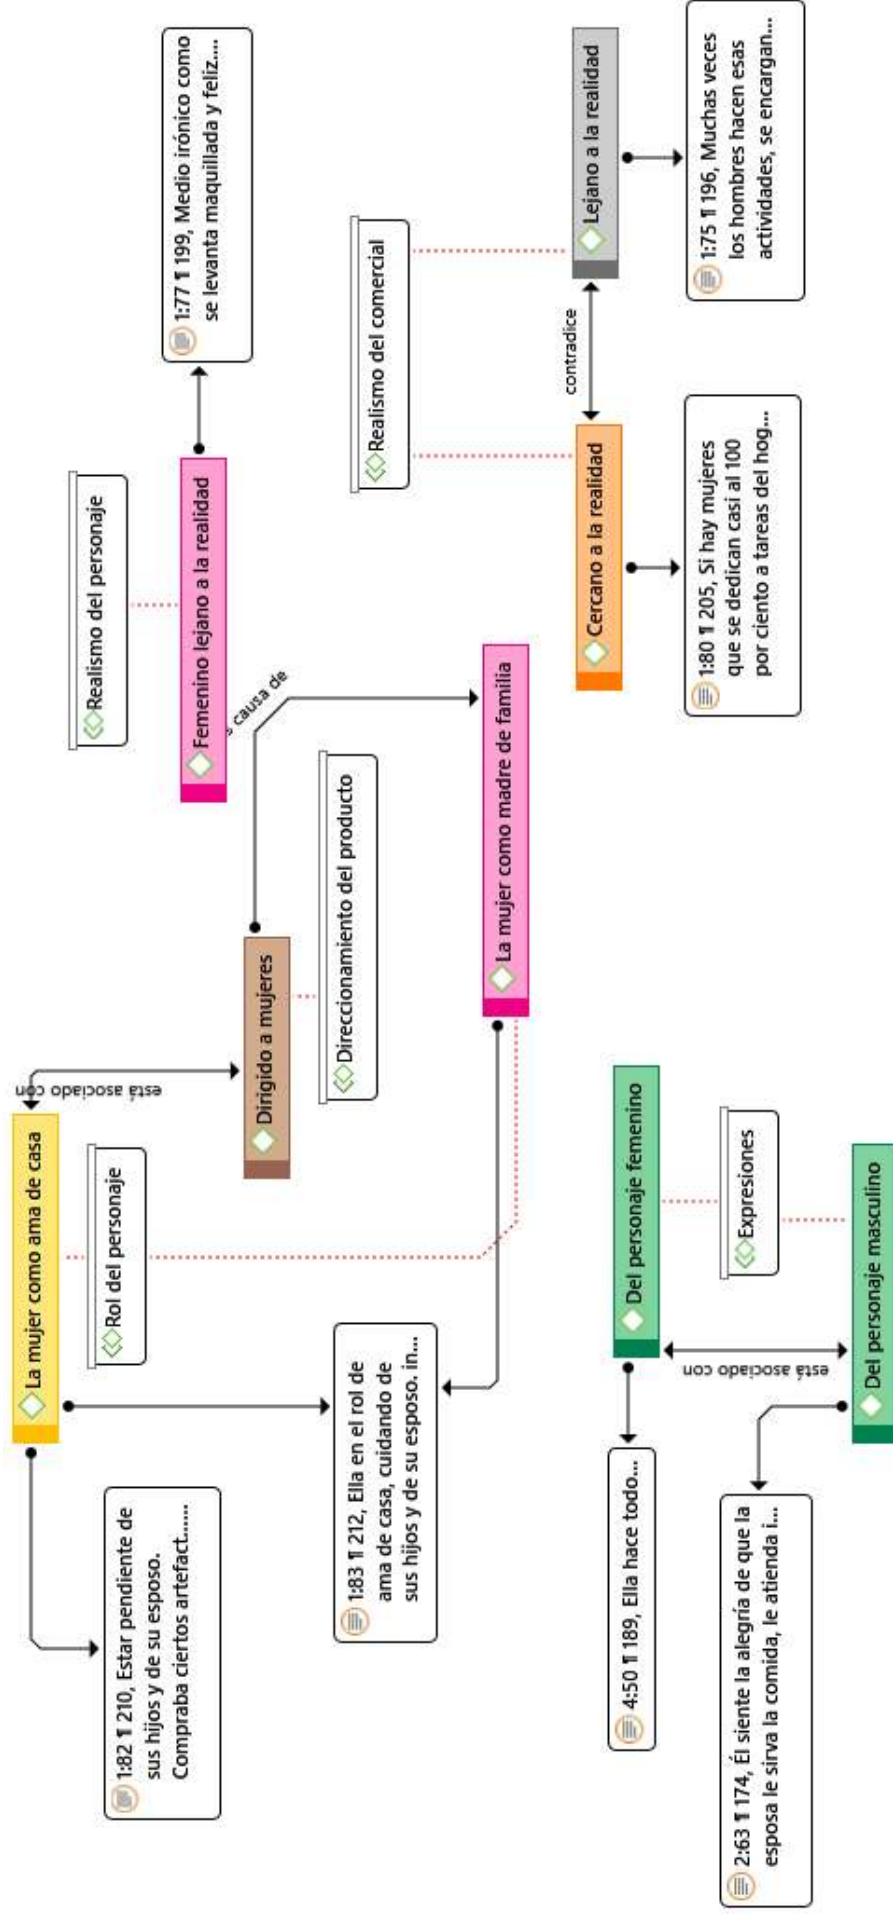 La mujer como ama de casa
está asociado con
Realismo del personaje
Rol del personaje
1:82 ¶ 210, Estar pendiente de
sus hijos y de su esposo.
Compraba ciertos artefact......
Femenino lejano a la realidad
1:77 ¶ 199, Medio irónico como
se levanta maquillada y feliz....
causa de
Dirigido a mujeres
Direccionamiento del producto
1:83 ¶ 212, Ella en el rol de
ama de casa, cuidando de
sus hijos y de su esposo. in...
Realismo del comercial
La mujer como madre de familia
contradice
Cercano a la realidad
Lejano a la realidad
4:50 ¶ 189, Ella hace todo...
Del personaje femenino
1:80 ¶ 205, Si hay mujeres
que se dedican casi al 100
por ciento a tareas del hog...
1:75 ¶ 196, Muchas veces
los hombres hacen esas
actividades, se encargan...
está asociado con
Expresiones
2:63 ¶ 174, Él siente la alegría de que la
esposa le sirva la comida, le atienda i...
Del personaje masculino